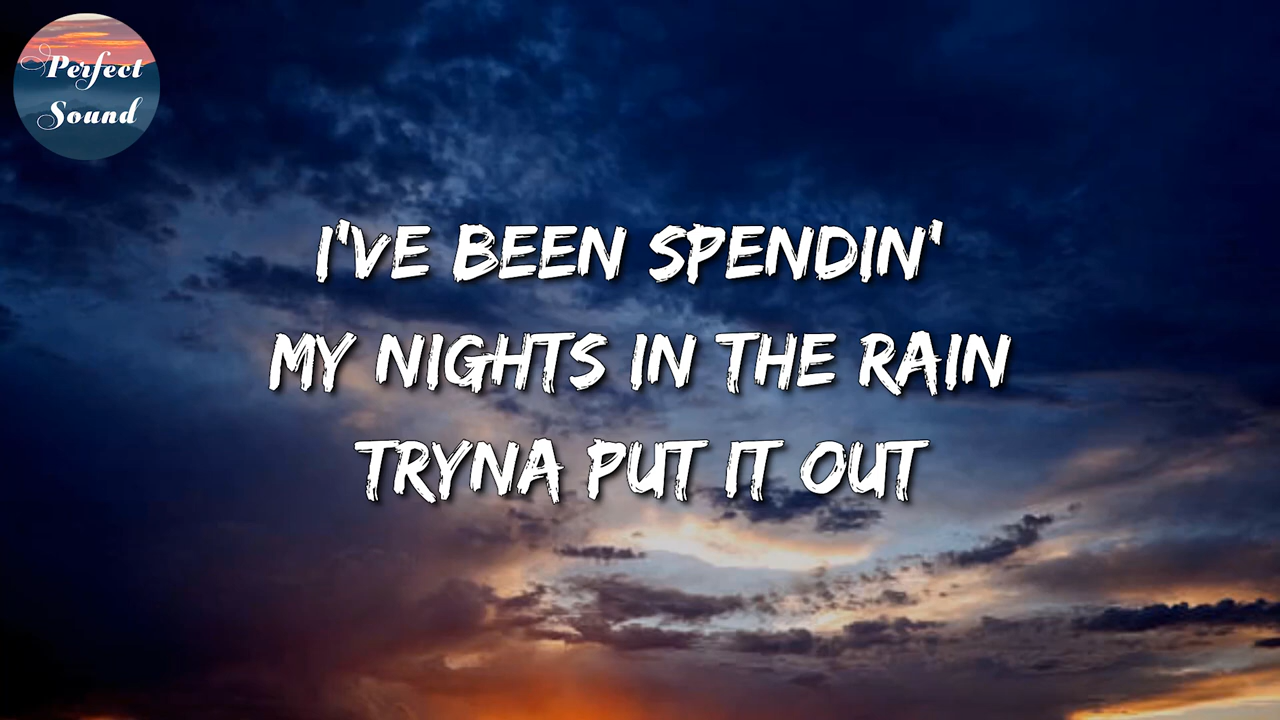 Perfect
Sound
I'VE BEEN SPENDIN'
MY NIGHTS IN THE RAIN
TRYNA PUT IT OUT